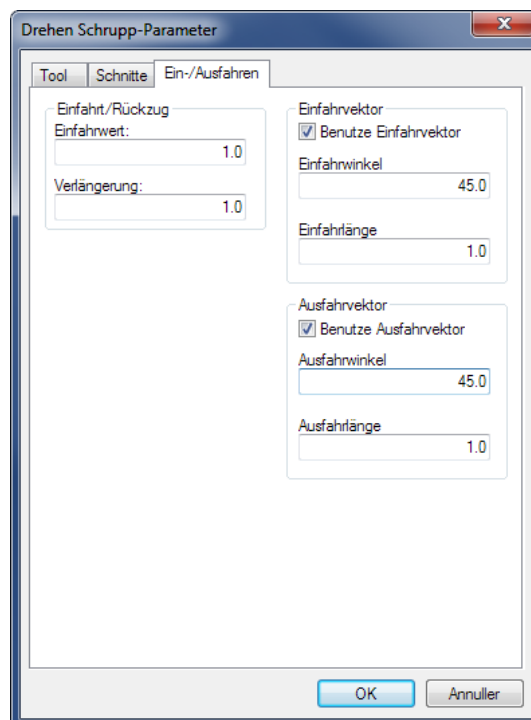 Drehen Schrupp-Parameter
Tool
Schnitte
Ein-/Ausfahren
Einfahrt/Rückzug
Einfahrwert:
1.0
Verlängerung:
1.0
Einfahrvektor
Benutze Einfahrvektor
Einfahrwinkel
45.0
Einfahrlänge
1.0
Ausfahrvektor
Benutze Ausfahrvektor
Ausfahrwinkel
45.0
Ausfahrlänge
1.0
OK
Annuller